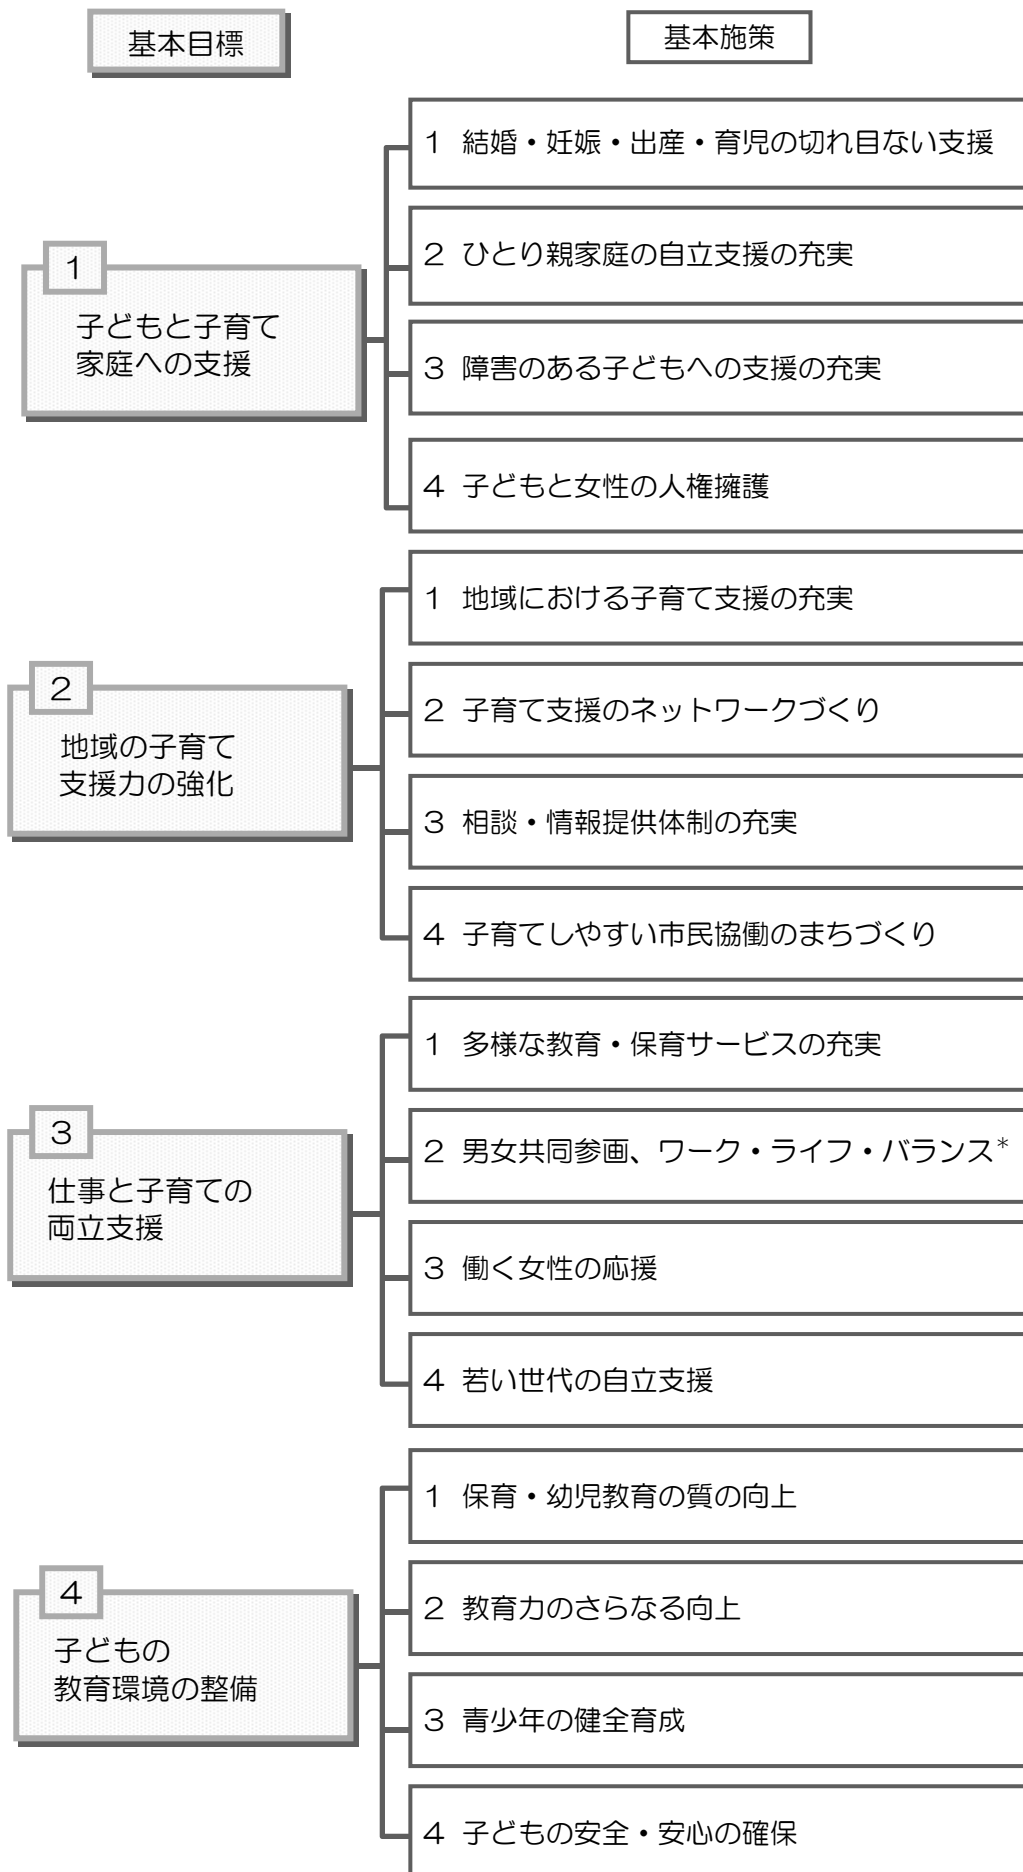 基本目標
基本施策
1
子どもと子育て
家庭への支援
1 結婚・妊娠・出産・育児の切れ目ない支援
2 ひとり親家庭の自立支援の充実
3 障害のある子どもへの支援の充実
4 子どもと女性の人権擁護
2
地域の子育て
支援力の強化
1 地域における子育て支援の充実
2 子育て支援のネットワークづくり
3 相談・情報提供体制の充実
4 子育てしやすい市民協働のまちづくり
3
仕事と子育ての
両立支援
1 多様な教育・保育サービスの充実
2 男女共同参画、ワーク・ライフ・バランス*
3 働く女性の応援
4 若い世代の自立支援
4
子どもの
教育環境の整備
1 保育・幼児教育の質の向上
2 教育力のさらなる向上
3 青少年の健全育成
4 子どもの安全・安心の確保